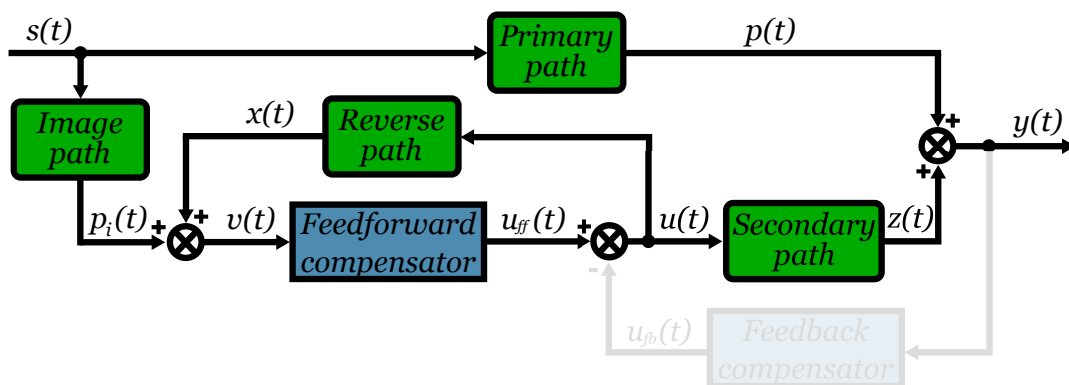 s(t)
Primary
path
p(t)
Image
path
x(t)
Reverse
path
+
y(t)
+
p_i(t)
+
+
v(t)
Feedforward
compensator
u_ff(t)
+
u(t)
Secondary
path
z(t)
-
u_fb(t)
Feedback
compensator